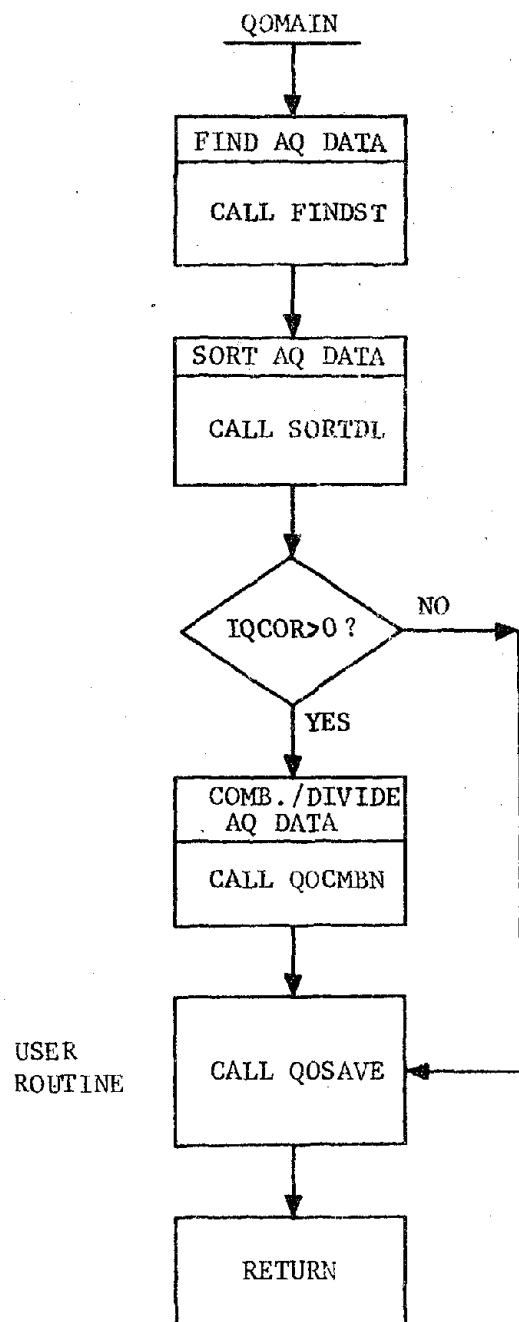 QOMAIN
FIND AQ DATA
CALL FINDST
SORT AQ DATA
CALL SORTDL
IQCOR>0?
NO
YES
COMB./DIVIDE
AQ DATA
CALL QOCMBN
USER
ROUTINE
CALL QOSAVE
RETURN